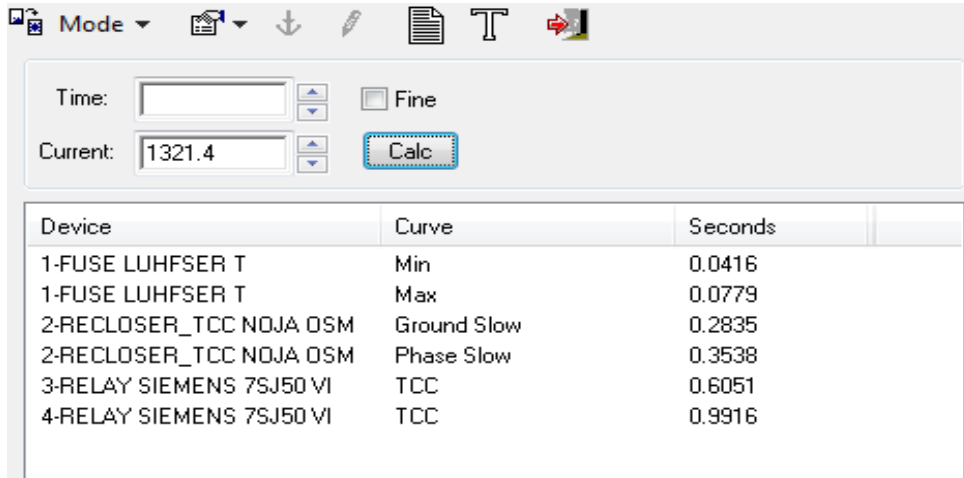 Mode
Time:
Fine
Current: 1321.4
Calc
Device Curve Seconds
1-FUSE LUHFSER T Min 0.0416
1-FUSE LUHFSER T Max 0.0779
2-RECLOSER_TCC NOJA OSM Ground Slow 0.2835
2-RECLOSER_TCC NOJA OSM Phase Slow 0.3538
3-RELAY SIEMENS 7SJ50 VI TCC 0.6051
4-RELAY SIEMENS 7SJ50 VI TCC 0.9916